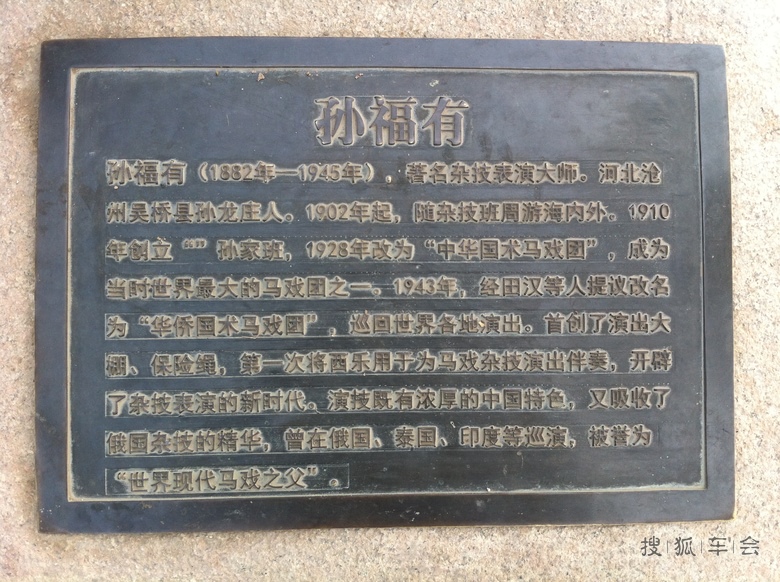 孙福有
孙福有（1882年—1945年），著名杂技表演大师。河北沧
州吴桥县孙龙庄人。1902年起，随杂技班周游海内外。1910
年创立“”孙家班，1928年改为“中华国术马戏团”，成为
当时世界最大的马戏团之一。1943年，经田汉等人提议改名
为“华侨国术马戏团”，巡回世界各地演出。首创了演出大
棚、保险绳，第一次将西乐用于为马戏杂技演出伴奏，开辟
了杂技表演的新时代。演技既有浓厚的中国特色，又吸收了
俄国杂技的精华，曾在俄国、泰国、印度等巡演，被誉为
“世界现代马戏之父”。
搜狐车会